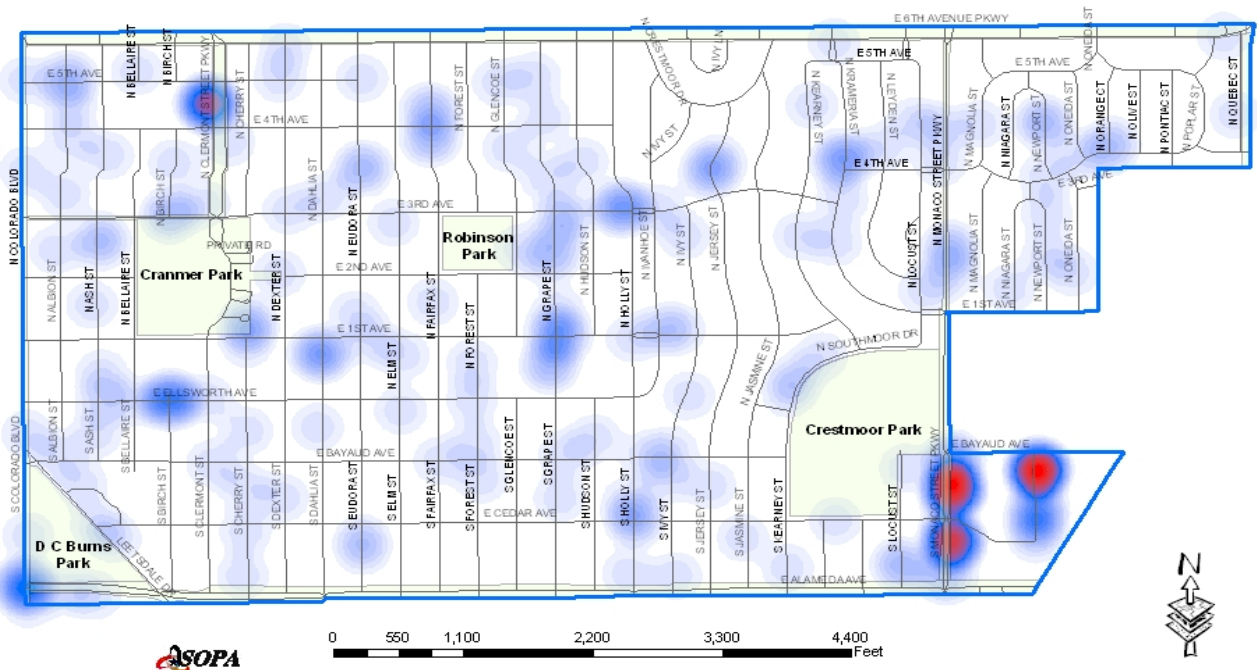 E 6TH AVENUE PKWY
N BELLAIRE ST
N BIRCH ST
N CLERMONT STREET PKWY
N CHERRY ST
E 5TH AVE
E 4TH AVE
N FOREST ST
N GLENCOE ST
N CRESTMOOR DR
N IVY LN
N IVY ST
N KEARNEY ST
N KRAMERIA ST
E 5TH AVE
N LEYDEN ST
E 4TH AVE
N MONACO STREET PKWY
N MAGNOLIA ST
N NIAGARA ST
E 5TH AVE
N NEWPORT ST
N ONEIDA ST
N ONEIDA ST
N ORANGE CT
N OLIVE ST
N PONTIAC ST
N POPLAR ST
N QUEBEC ST
E 3RD AVE
N COLORADO BLVD
N BIRCH ST
N DAHLIA ST
N EUDORA ST
E 3RD AVE
PRIVATE RD
Cranmer Park
Robinson
Park
E 2ND AVE
N ALBION ST
N ASH ST
N BELLAIRE ST
N DEXTER ST
N FAIRFAX ST
N FOREST ST
N GRAPE ST
N HUDSON ST
N HOLLY ST
N IVANHOE ST
N IVY ST
N JERSEY ST
N LOCUST ST
N MAGNOLIA ST
N NIAGARA ST
N NEWPORT ST
N ONEIDA ST
E 1ST AVE
E 1ST AVE
N ELM ST
N JASMINE ST
N SOUTHMOOR DR
E ELLSWORTH AVE
S COLORADO BLVD
S ALBION ST
S ASH ST
S BELLAIRE ST
E BAYAUD AVE
Crestmoor Park
E BAYAUD AVE
S BIRCH ST
S CLERMONT ST
S CHERRY ST
S DEXTER ST
S DAHLIA ST
S EUDORA ST
S ELM ST
S FAIRFAX ST
S FOREST ST
S GLENCOE ST
S GRAPE ST
E CEDAR AVE
S HUDSON ST
S HOLLY ST
S IVY ST
S JERSEY ST
S JASMINE ST
S KEARNEY ST
S LOCUST ST
S MONACO STREET PKWY
D C Burns
Park
LEETSDALE DR
E ALAMEDA AVE
N
SOPA
0 550 1,100 2,200 3,300 4,400
Feet